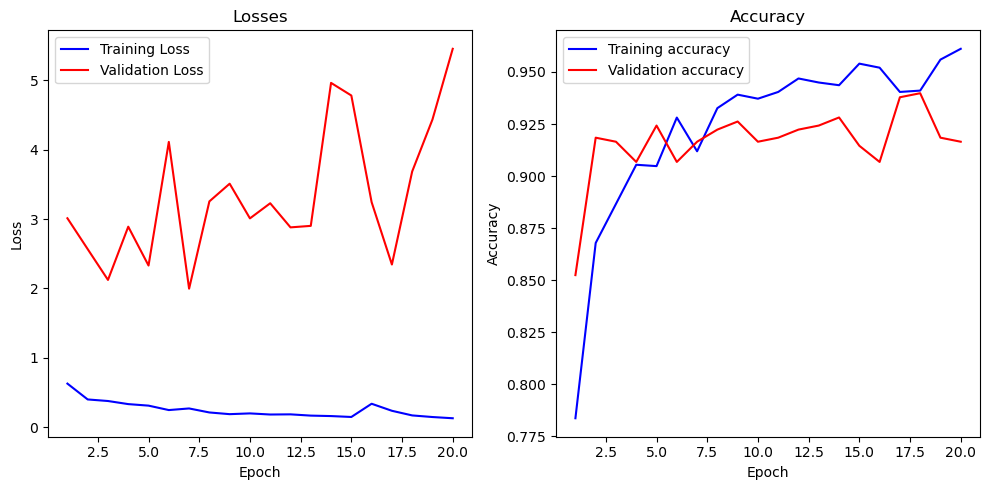 Losses
Training Loss
Validation Loss
5
4
3
2
1
0
Loss
2.5 5.0 7.5 10.0 12.5 15.0 17.5 20.0
Epoch
Accuracy
Training accuracy
Validation accuracy
0.950
0.925
0.900
0.875
0.850
0.825
0.800
0.775
Accuracy
2.5 5.0 7.5 10.0 12.5 15.0 17.5 20.0
Epoch